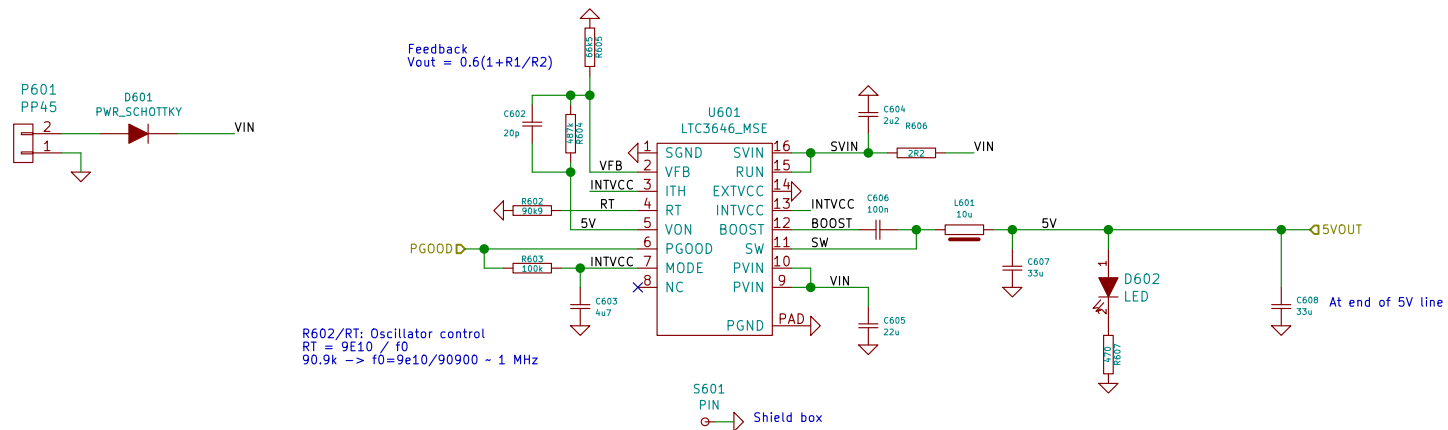 P601
PP45
2
1
D601
PWR_SCHOTTKY
VIN
Feedback
Vout = 0.6(1+R1/R2)
66k5
R605
C602
20p
487k
R604
VFB
INTVCC
R602
90k9
RT
5V
PGOOD
R603
100k
INTVCC
C603
4u7
R602/RT: Oscillator control
RT = 9E10 / f0
90.9k -> f0=9e10/90900 ~ 1 MHz
U601
LTC3646_MSE
1 SGND
2 VFB
3 ITH
4 RT
5 VON
6 PGOOD
7 MODE
8 NC
SVIN 16
RUN 15
EXTVCC 14
INTVCC 13
BOOST 12
SW 11
PVIN 10
PVIN 9
PGND PAD
SVIN
C604
2u2
R606
2R2
VIN
INTVCC
BOOST
SW
C606
100n
L601
10u
VIN
C605
22u
5V
C607
33u
1
D602
LED
2
470
R607
5VOUT
C608
33u
At end of 5V line
S601
PIN
Shield box